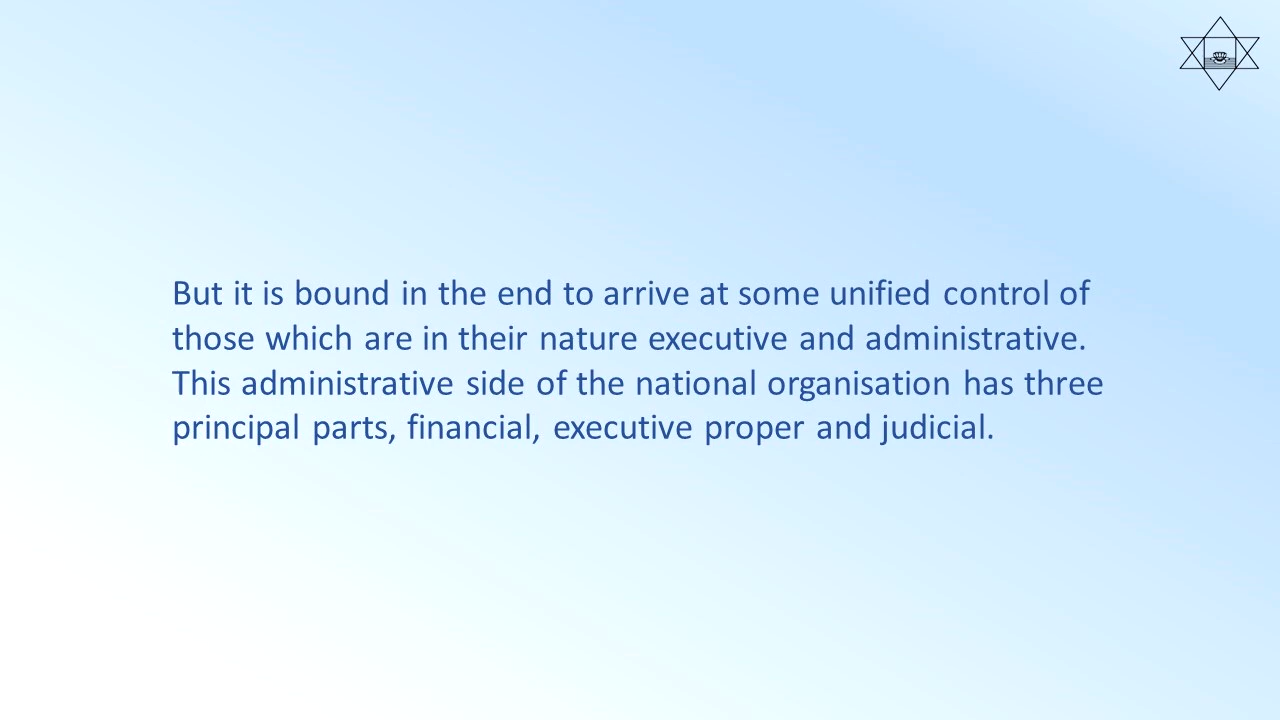 But it is bound in the end to arrive at some unified control of
those which are in their nature executive and administrative.
This administrative side of the national organisation has three
principal parts, financial, executive proper and judicial.